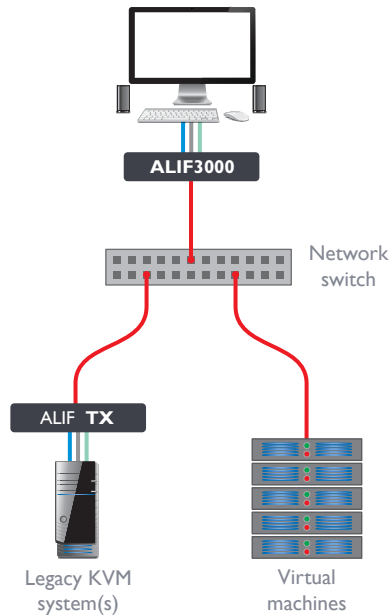 ALIF3000
Network
switch
ALIF TX
Legacy KVM
system(s)
Virtual
machines